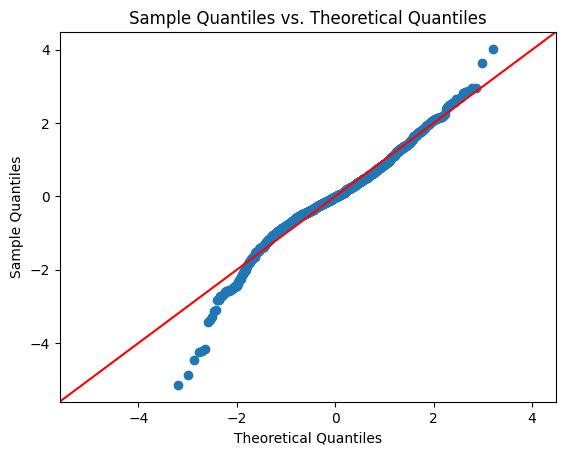 Sample Quantiles vs. Theoretical Quantiles
4
2
0
−2
−4
Sample Quantiles
−4 −2 0 2 4
Theoretical Quantiles